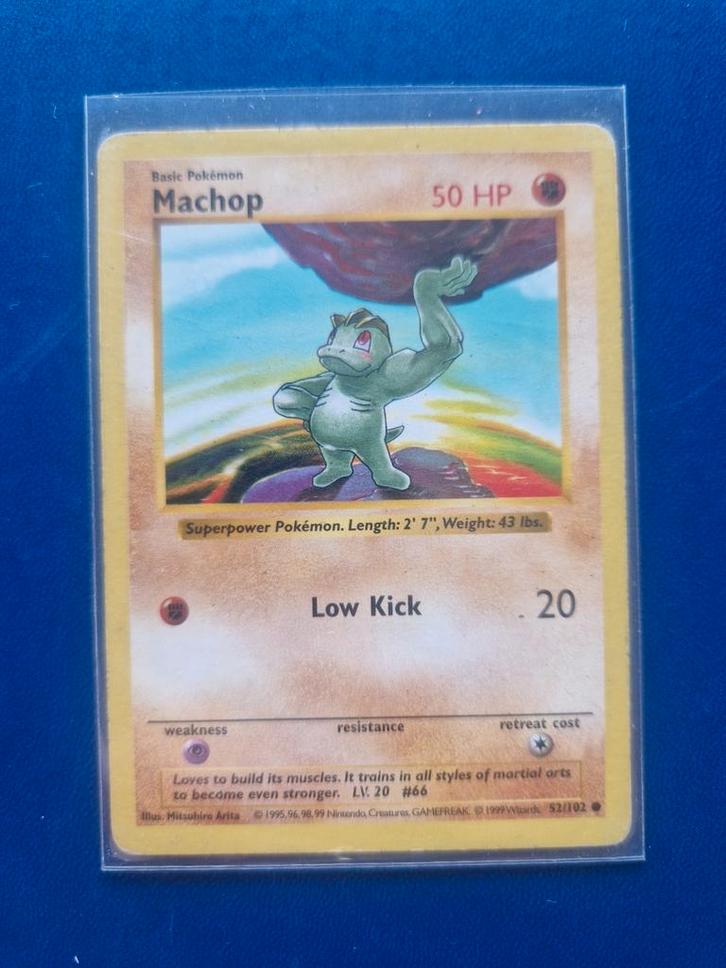 Basic Pokémon
Machop 50 HP
Superpower Pokémon. Length: 2' 7", Weight: 43 lbs.
Low Kick 20
weakness resistance retreat cost
Loves to build its muscles. It trains in all styles of martial arts
to become even stronger. LV. 20 #66
Illus. Mitsuhiro Arita © 1995, 96, 98, 99 Nintendo, Creatures, GAMEFREAK. © 1999 Wizards. 52/102